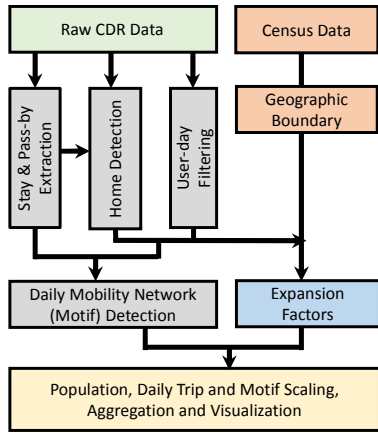 Raw CDR Data
Census Data
Stay & Pass-by
Extraction
Home Detection
User-day
Filtering
Geographic
Boundary
Daily Mobility Network
(Motif) Detection
Expansion
Factors
Population, Daily Trip and Motif Scaling,
Aggregation and Visualization